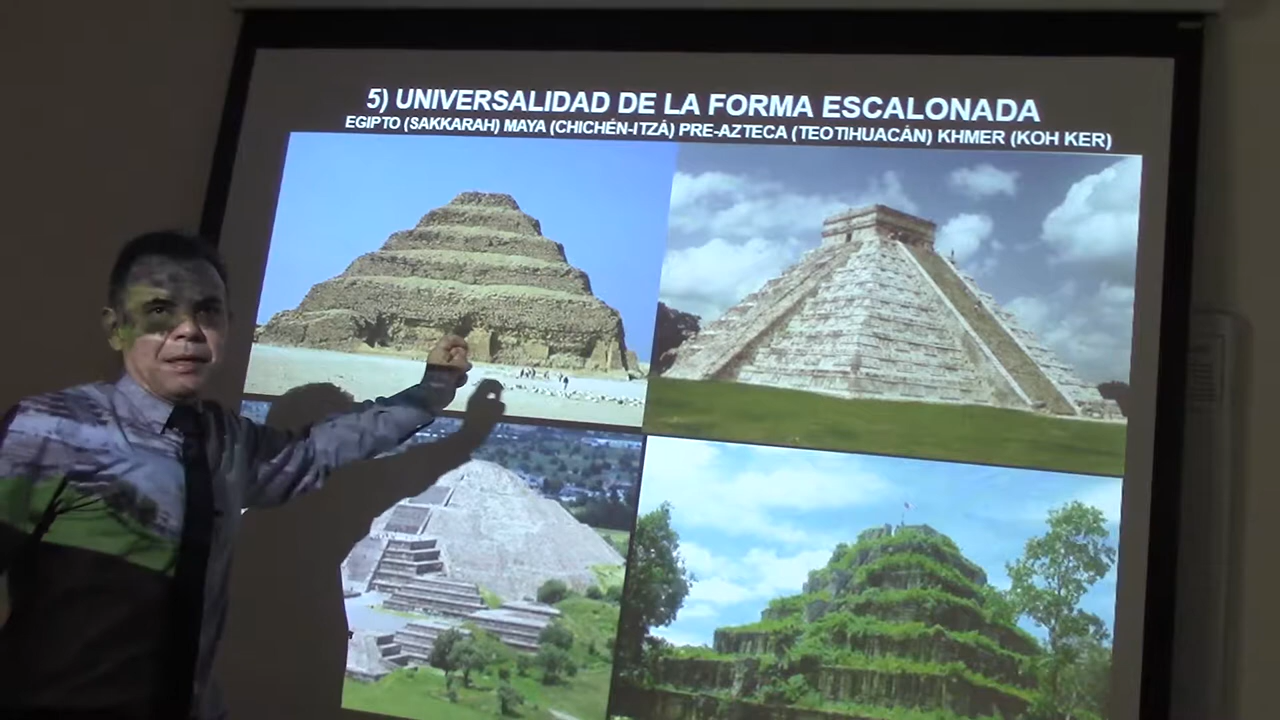 5) UNIVERSALIDAD DE LA FORMA ESCALONADA
EGIPTO (SAKKARAH) MAYA (CHICHÉN-ITZÁ) PRE-AZTECA (TEOTIHUACÁN) KHMER (KOH KER)